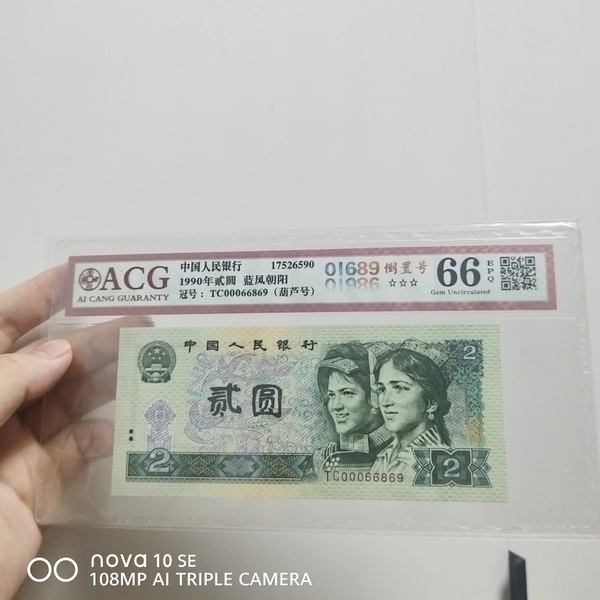 ACG
AI CANG GUARANTY
中国人民银行 17526590
1990年贰圆 蓝凤朝阳
冠号：TC00066869（葫芦号）
01689 倒置号
☆☆☆
66 EPQ
Gem Uncirculated
中国人民银行
2
贰圆
2
TC00066869
2
nova 10 SE
108MP AI TRIPLE CAMERA